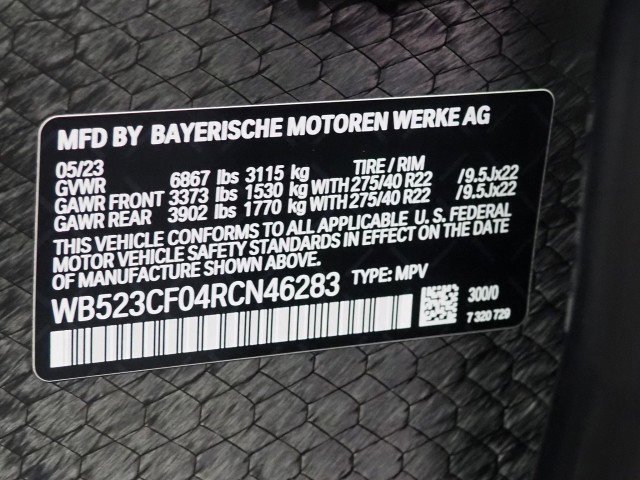 MFD BY BAYERISCHE MOTOREN WERKE AG
05/23 TIRE / RIM
GVWR 6867 lbs 3115 kg
GAWR FRONT 3373 lbs 1530 kg WITH 275/40 R22 /9.5Jx22
GAWR REAR 3902 lbs 1770 kg WITH 275/40 R22 /9.5Jx22
THIS VEHICLE CONFORMS TO ALL APPLICABLE U.S. FEDERAL
MOTOR VEHICLE SAFETY STANDARDS IN EFFECT ON THE DATE
OF MANUFACTURE SHOWN ABOVE.
WB523CF04RCN46283 TYPE: MPV
300/0
7 320 729